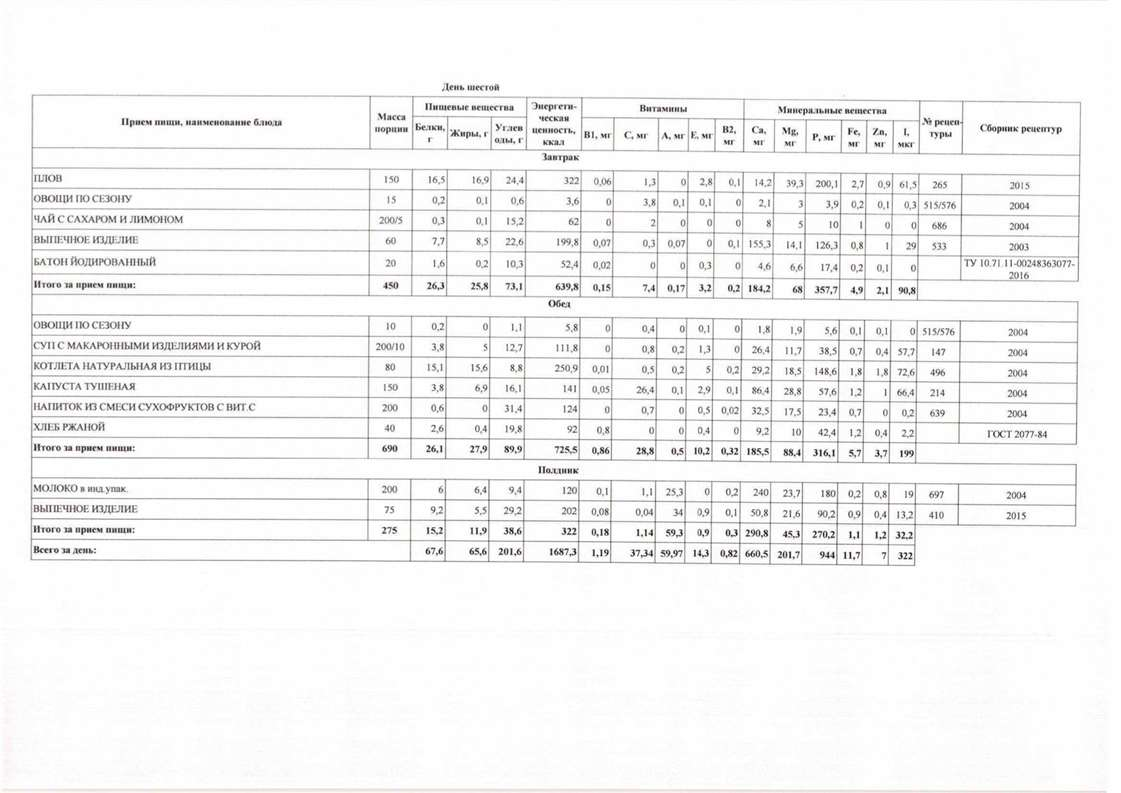 День шестой
Прием пищи, наименование блюда Масса порции Пищевые вещества Энергети-ческая ценность, ккал Витамины Минеральные вещества № рецеп-туры Сборник рецептур
Белки, г Жиры, г Углев оды, г В1, мг С, мг А, мг Е, мг В2, мг Са, мг Mg, мг Р, мг Fe, мг Zn, мг I, мкг
Завтрак
ПЛОВ 150 16,5 16,9 24,4 322 0,06 1,3 0 2,8 0,1 14,2 39,3 200,1 2,7 0,9 61,5 265 2015
ОВОЩИ ПО СЕЗОНУ 15 0,2 0,1 0,6 3,6 0 3,8 0,1 0,1 0 2,1 3 3,9 0,2 0,1 0,3 515/576 2004
ЧАЙ С САХАРОМ И ЛИМОНОМ 200/5 0,3 0,1 15,2 62 0 2 0 0 0 8 5 10 1 0 0 686 2004
ВЫПЕЧНОЕ ИЗДЕЛИЕ 60 7,7 8,5 22,6 199,8 0,07 0,3 0,07 0 0,1 155,3 14,1 126,3 0,8 1 29 533 2003
БАТОН ЙОДИРОВАННЫЙ 20 1,6 0,2 10,3 52,4 0,02 0 0 0,3 0 4,6 6,6 17,4 0,2 0,1 0 ТУ 10.71.11-00248363077-2016
Итого за прием пищи: 450 26,3 25,8 73,1 639,8 0,15 7,4 0,17 3,2 0,2 184,2 68 357,7 4,9 2,1 90,8
Обед
ОВОЩИ ПО СЕЗОНУ 10 0,2 0 1,1 5,8 0 0,4 0 0,1 0 1,8 1,9 5,6 0,1 0,1 0 515/576 2004
СУП С МАКАРОННЫМИ ИЗДЕЛИЯМИ И КУРОЙ 200/10 3,8 5 12,7 111,8 0 0,8 0,2 1,3 0 26,4 11,7 38,5 0,7 0,4 57,7 147 2004
КОТЛЕТА НАТУРАЛЬНАЯ ИЗ ПТИЦЫ 80 15,1 15,6 8,8 250,9 0,01 0,5 0,2 5 0,2 29,2 18,5 148,6 1,8 1,8 72,6 496 2004
КАПУСТА ТУШЕНАЯ 150 3,8 6,9 16,1 141 0,05 26,4 0,1 2,9 0,1 86,4 28,8 57,6 1,2 1 66,4 214 2004
НАПИТОК ИЗ СМЕСИ СУХОФРУКТОВ С ВИТ.С 200 0,6 0 31,4 124 0 0,7 0 0,5 0,02 32,5 17,5 23,4 0,7 0 0,2 639 2004
ХЛЕБ РЖАНОЙ 40 2,6 0,4 19,8 92 0,8 0 0 0,4 0 9,2 10 42,4 1,2 0,4 2,2 ГОСТ 2077-84
Итого за прием пищи: 690 26,1 27,9 89,9 725,5 0,86 28,8 0,5 10,2 0,32 185,5 88,4 316,1 5,7 3,7 199
Полдник
МОЛОКО в инд.упак. 200 6 6,4 9,4 120 0,1 1,1 25,3 0 0,2 240 23,7 180 0,2 0,8 19 697 2004
ВЫПЕЧНОЕ ИЗДЕЛИЕ 75 9,2 5,5 29,2 202 0,08 0,04 34 0,9 0,1 50,8 21,6 90,2 0,9 0,4 13,2 410 2015
Итого за прием пищи: 275 15,2 11,9 38,6 322 0,18 1,14 59,3 0,9 0,3 290,8 45,3 270,2 1,1 1,2 32,2
Всего за день: 67,6 65,6 201,6 1687,3 1,19 37,34 59,97 14,3 0,82 660,5 201,7 944 11,7 7 322